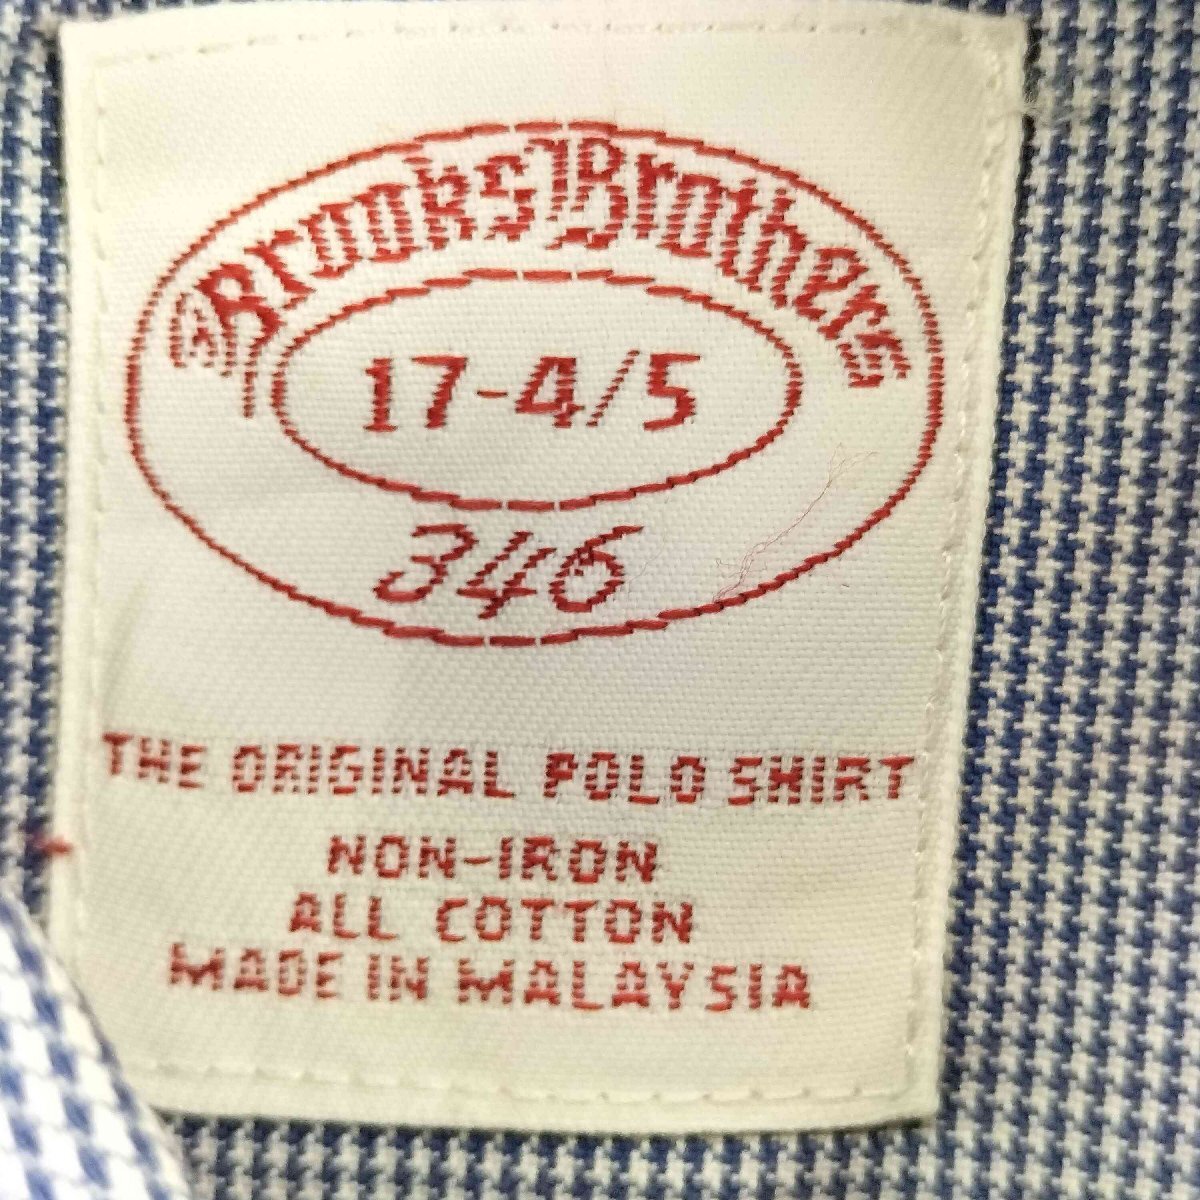 ® Brooks Brothers
17-4/5
346
THE ORIGINAL POLO SHIRT
NON-IRON
ALL COTTON
MADE IN MALAYSIA